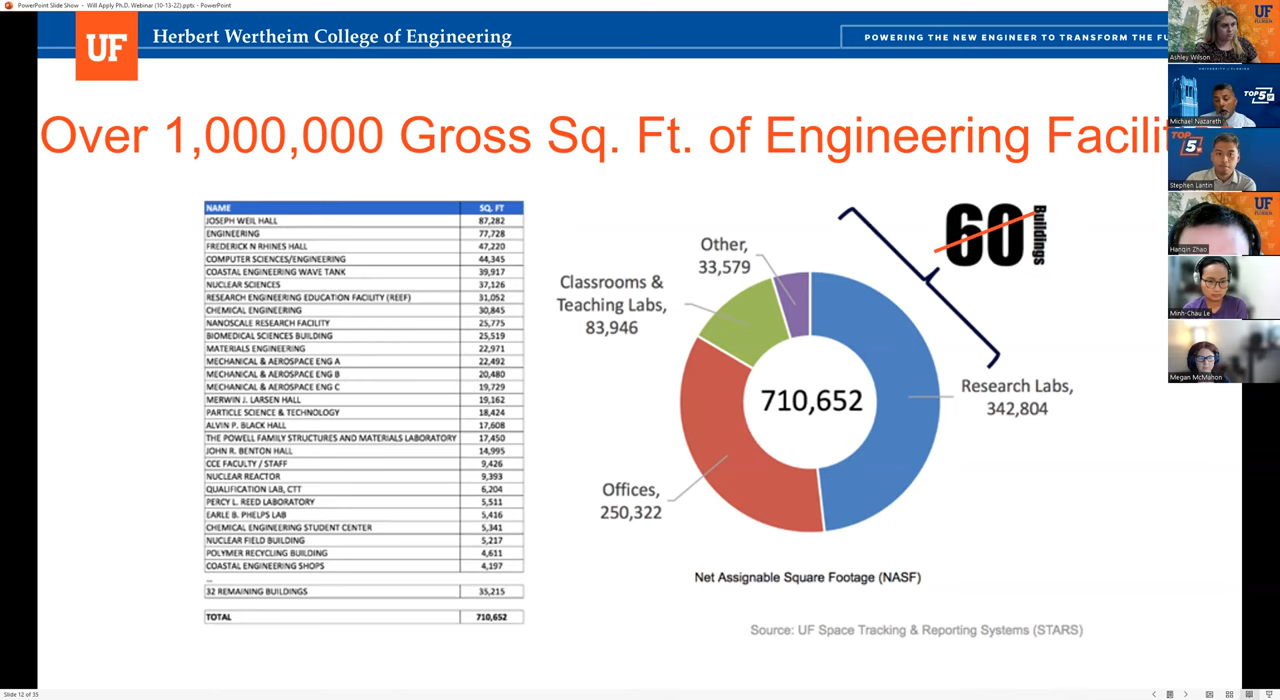 PowerPoint Slide Show - Will Apply Ph.D. Webinar (10-13-22).pptx - PowerPoint
UF
Herbert Wertheim College of Engineering
POWERING THE NEW ENGINEER TO TRANSFORM THE FU
Over 1,000,000 Gross Sq. Ft. of Engineering Facilit
NAME SQ. FT
JOSEPH WEIL HALL 87,282
ENGINEERING 77,728
FREDERICK N RHINES HALL 47,220
COMPUTER SCIENCES/ENGINEERING 44,345
COASTAL ENGINEERING WAVE TANK 39,917
NUCLEAR SCIENCES 37,126
RESEARCH ENGINEERING EDUCATION FACILITY (REEF) 31,052
CHEMICAL ENGINEERING 30,845
NANOSCALE RESEARCH FACILITY 25,775
BIOMEDICAL SCIENCES BUILDING 25,519
MATERIALS ENGINEERING 22,971
MECHANICAL & AEROSPACE ENG A 22,492
MECHANICAL & AEROSPACE ENG B 20,480
MECHANICAL & AEROSPACE ENG C 19,729
MERWIN J. LARSEN HALL 19,162
PARTICLE SCIENCE & TECHNOLOGY 18,424
ALVIN P. BLACK HALL 17,608
THE POWELL FAMILY STRUCTURES AND MATERIALS LABORATORY 17,450
JOHN R. BENTON HALL 14,995
CCE FACULTY / STAFF 9,426
NUCLEAR REACTOR 9,393
QUALIFICATION LAB, CTT 6,204
PERCY L. REED LABORATORY 5,511
EARLE B. PHELPS LAB 5,416
CHEMICAL ENGINEERING STUDENT CENTER 5,341
NUCLEAR FIELD BUILDING 5,217
POLYMER RECYCLING BUILDING 4,611
COASTAL ENGINEERING SHOPS 4,197
...
32 REMAINING BUILDINGS 35,215
TOTAL 710,652
60 Buildings
Other,
33,579
Classrooms &
Teaching Labs,
83,946
710,652
Research Labs,
342,804
Offices,
250,322
Net Assignable Square Footage (NASF)
Source: UF Space Tracking & Reporting Systems (STARS)
UF
Ashley Wilson
TOP 5
Michael Nazareth
TOP 5
Stephen Lantin
UF
Hanqin Zhao
Minh-Chau Le
Megan McMahon
Slide 12 of 35